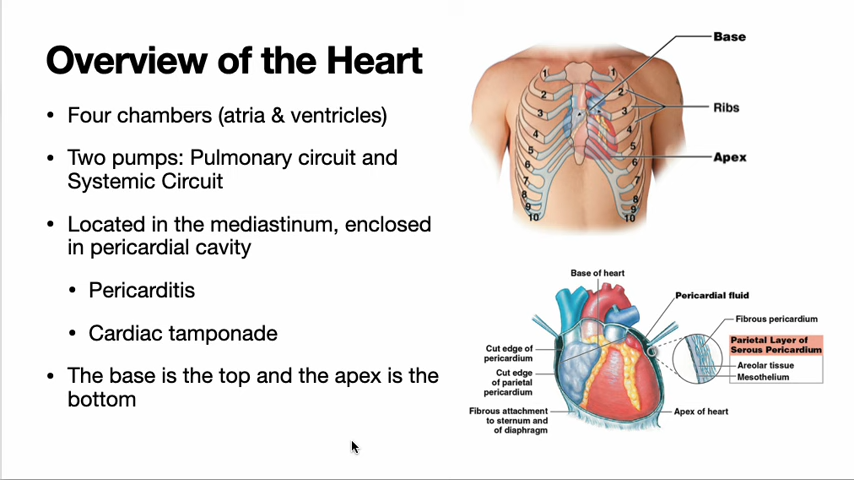 Overview of the Heart
• Four chambers (atria & ventricles)
• Two pumps: Pulmonary circuit and
Systemic Circuit
• Located in the mediastinum, enclosed
in pericardial cavity
• Pericarditis
• Cardiac tamponade
• The base is the top and the apex is the
bottom
Base
Ribs
Apex
1 1
2 2
3 3
4 4
5 5
6 6
7 7
8 8
9 9
10 10
Base of heart
Pericardial fluid
Fibrous pericardium
Parietal Layer of
Serous Pericardium
Areolar tissue
Mesothelium
Cut edge of
pericardium
Cut edge
of parietal
pericardium
Fibrous attachment
to sternum and
of diaphragm
Apex of heart